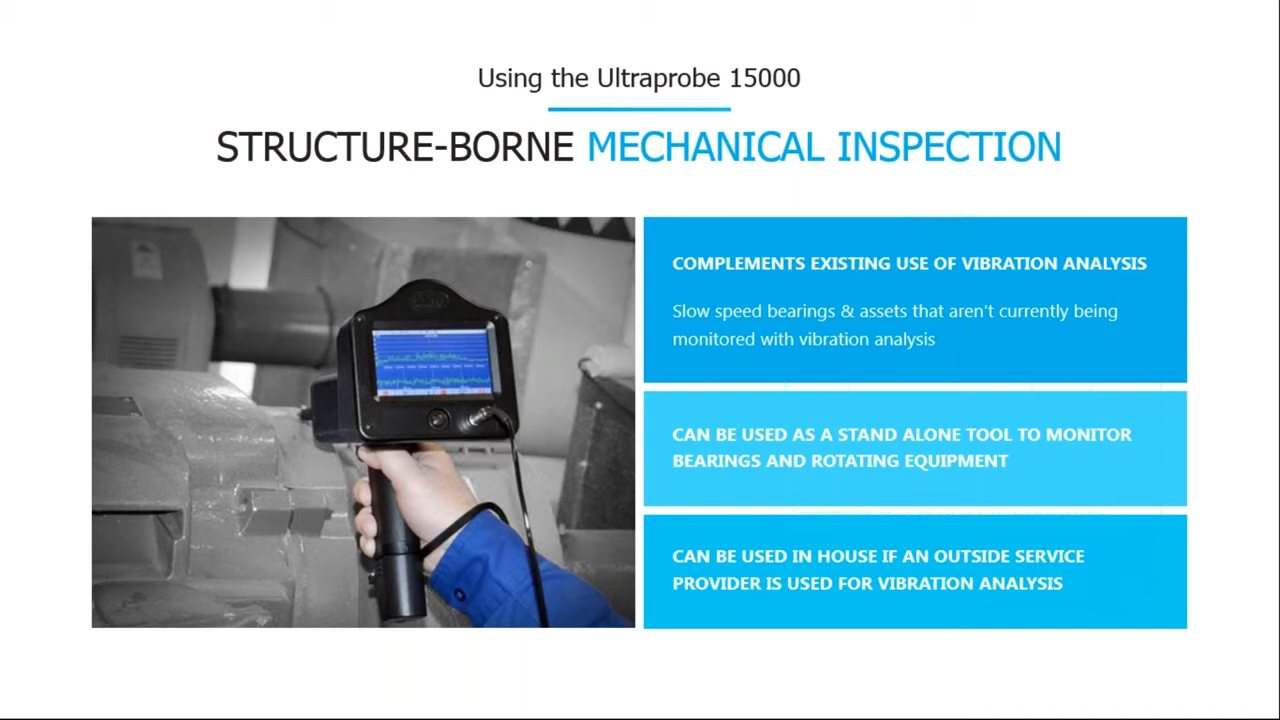 Using the Ultraprobe 15000
STRUCTURE-BORNE MECHANICAL INSPECTION
COMPLEMENTS EXISTING USE OF VIBRATION ANALYSIS
Slow speed bearings & assets that aren't currently being
monitored with vibration analysis
CAN BE USED AS A STAND ALONE TOOL TO MONITOR
BEARINGS AND ROTATING EQUIPMENT
CAN BE USED IN HOUSE IF AN OUTSIDE SERVICE
PROVIDER IS USED FOR VIBRATION ANALYSIS